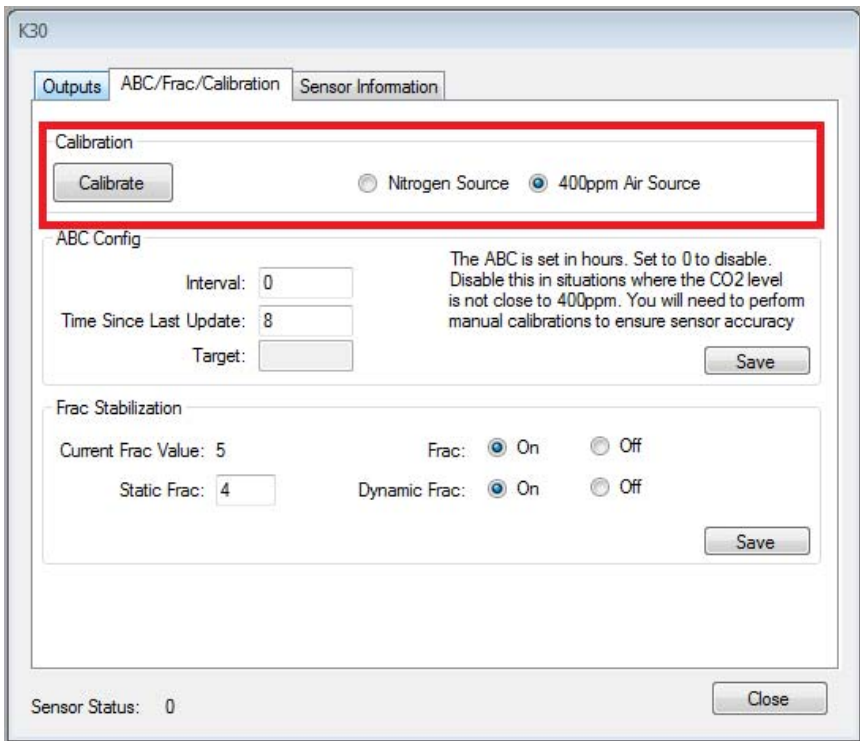 K30
Outputs ABC/Frac/Calibration Sensor Information
Calibration
Calibrate Nitrogen Source 400ppm Air Source
ABC Config
The ABC is set in hours. Set to 0 to disable.
Disable this in situations where the CO2 level
is not close to 400ppm. You will need to perform
manual calibrations to ensure sensor accuracy
Interval: 0
Time Since Last Update: 8
Target:
Save
Frac Stabilization
Current Frac Value: 5 Frac: On Off
Static Frac: 4 Dynamic Frac: On Off
Save
Sensor Status: 0 Close